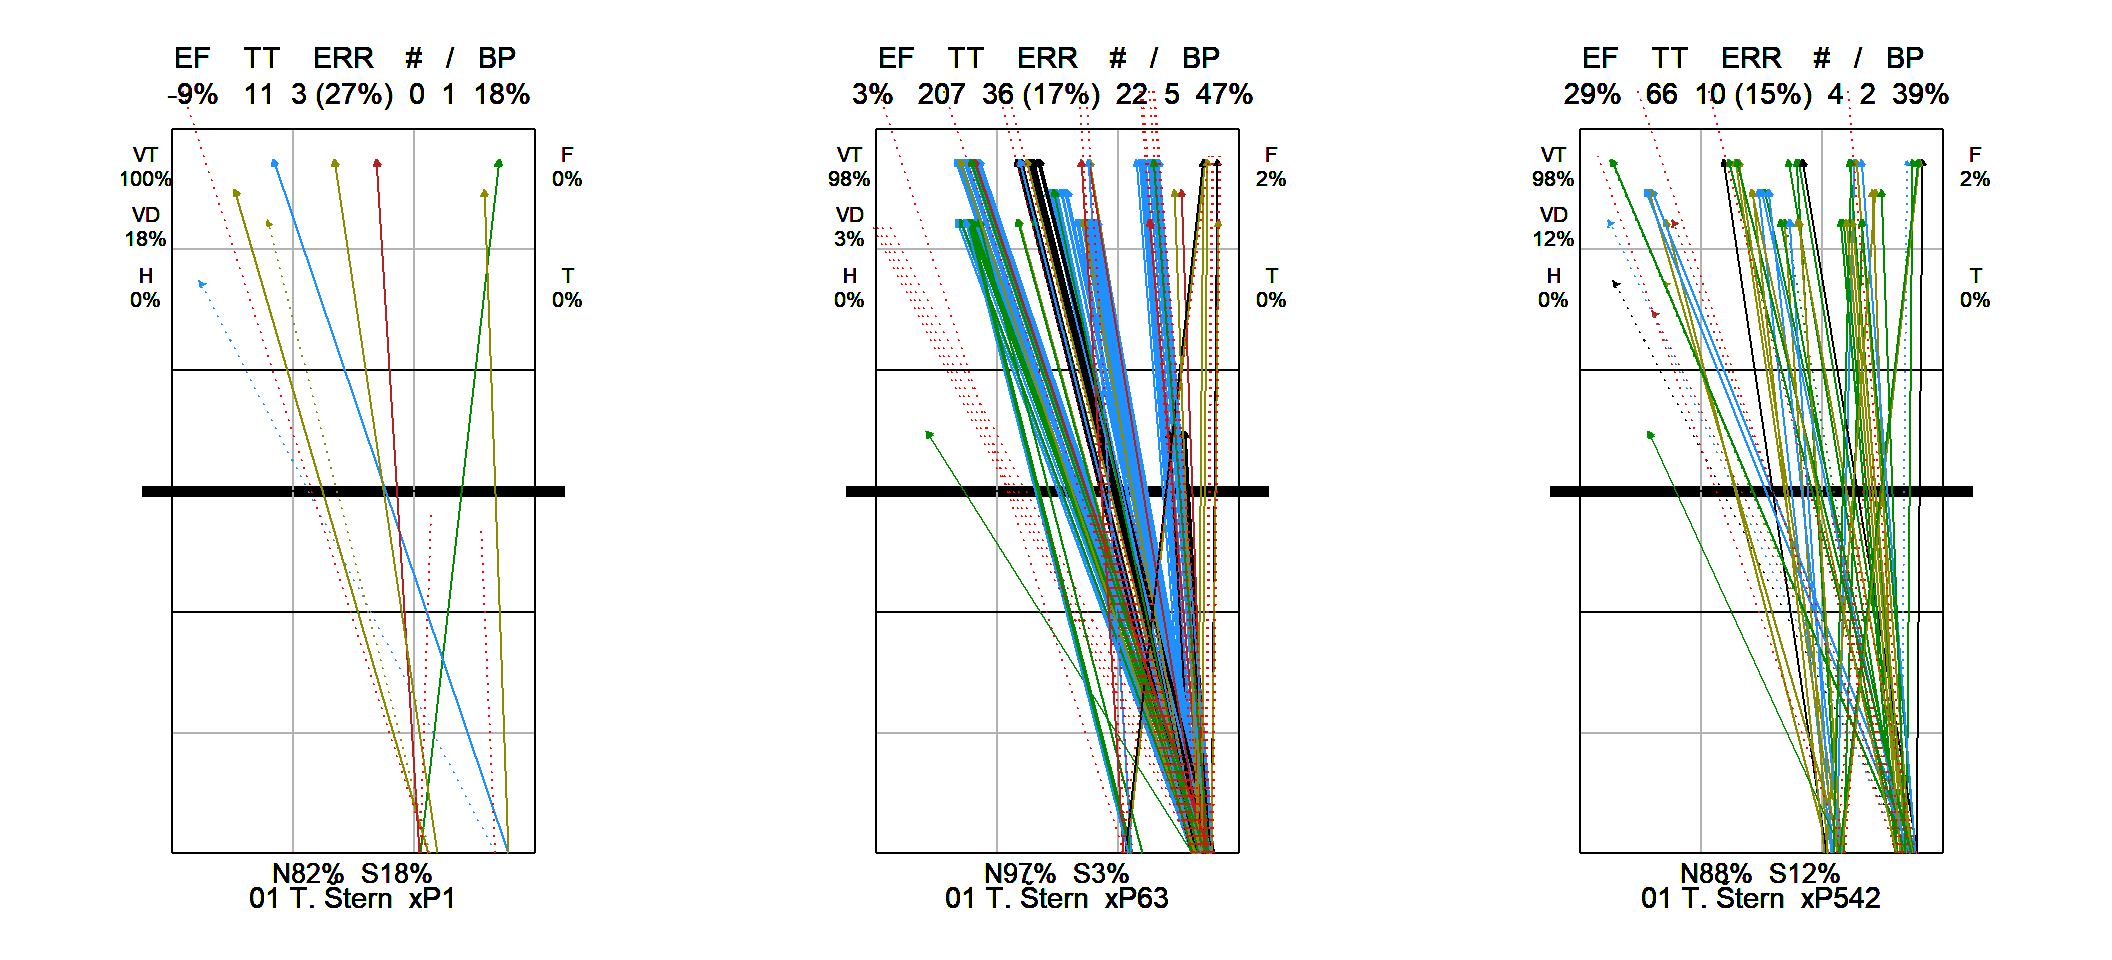 EF TT ERR # / BP
-9% 11 3 (27%) 0 1 18%
VT
100%
VD
18%
H
0%
F
0%
T
0%
N82% S18%
01 T. Štern xP1
EF TT ERR # / BP
3% 207 36 (17%) 22 5 47%
VT
98%
VD
3%
H
0%
F
2%
T
0%
N97% S3%
01 T. Štern xP63
EF TT ERR # / BP
29% 66 10 (15%) 4 2 39%
VT
98%
VD
12%
H
0%
F
2%
T
0%
N88% S12%
01 T. Štern xP542